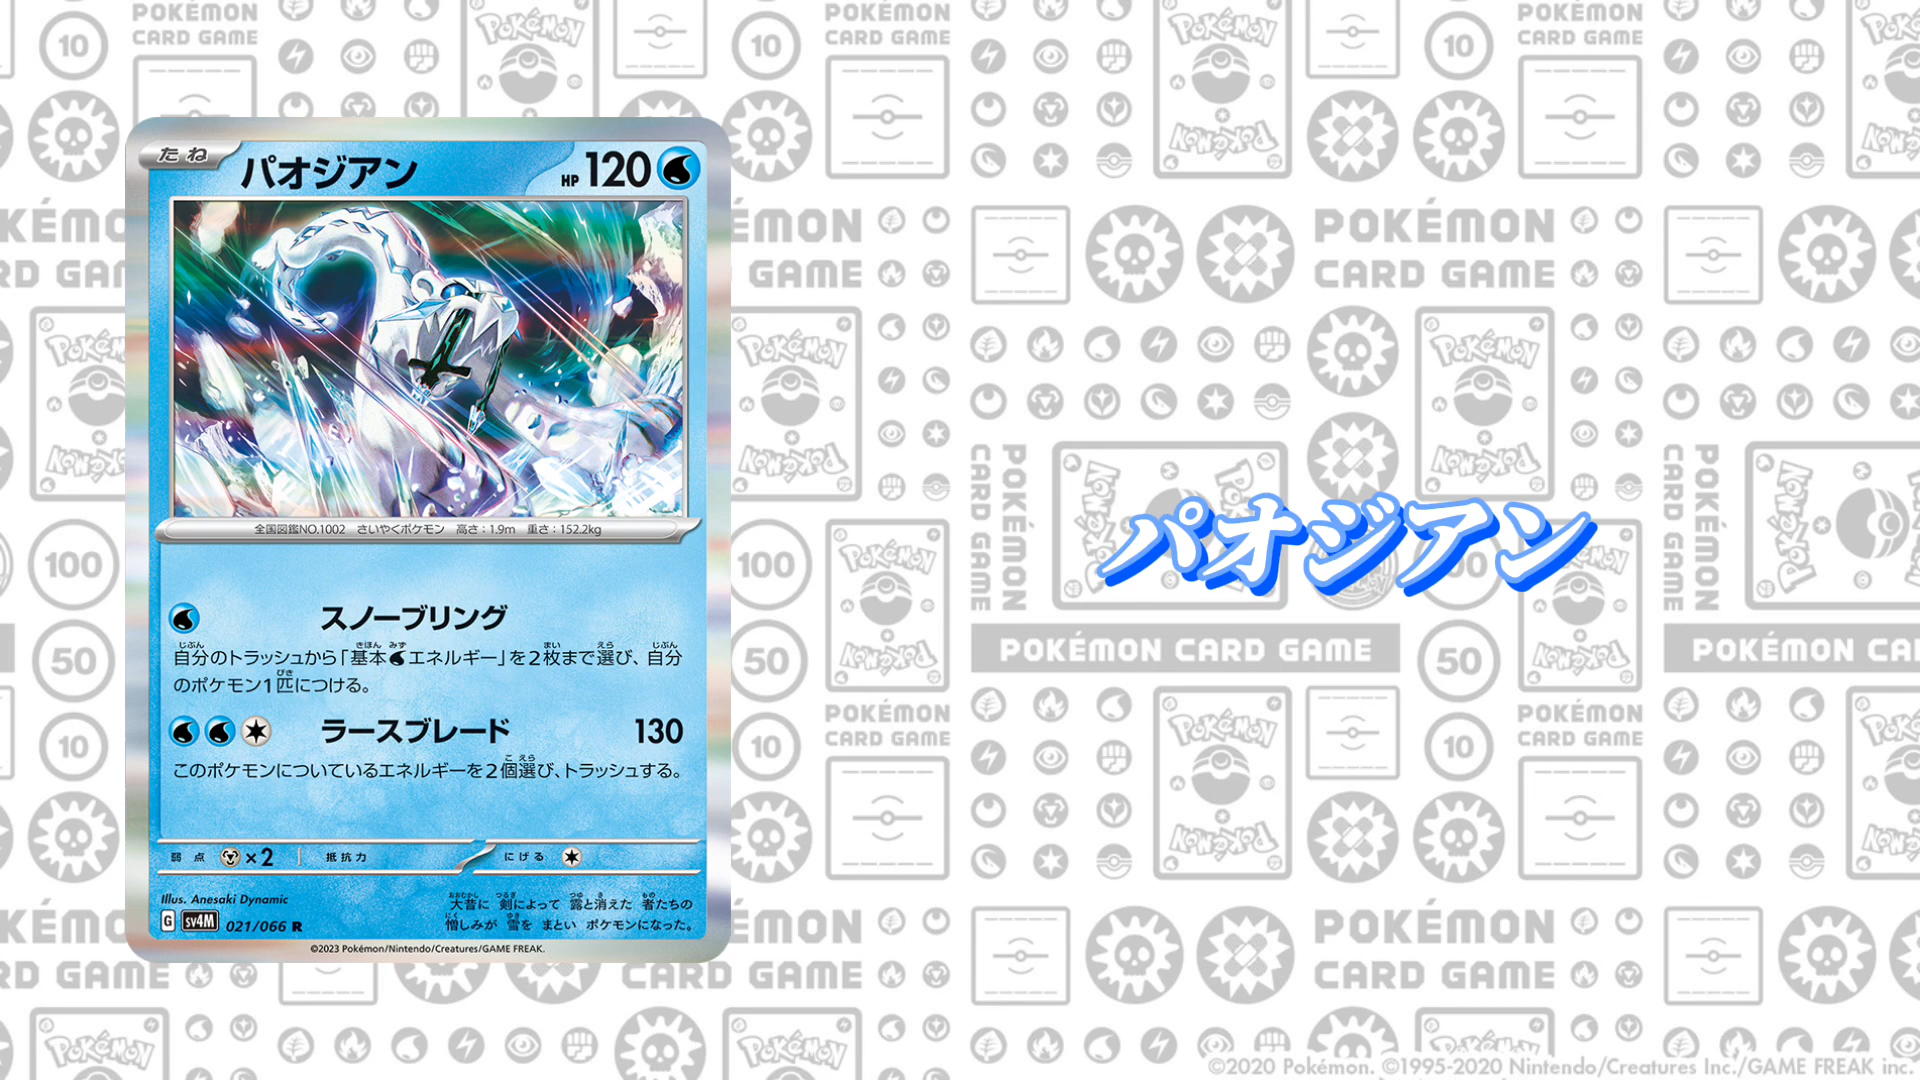 たね
パオジアン
HP 120
全国図鑑NO.1002 さいやくポケモン 高さ：1.9m 重さ：152.2kg
スノーブリング
自分のトラッシュから「基本エネルギー」を2枚まで選び、自分
のポケモン1匹につける。
ラースブレード 130
このポケモンについているエネルギーを2個選び、トラッシュする。
弱点 ×2 抵抗力 にげる
Illus. Anesaki Dynamic
G sv4M 021/066 R
大昔に 剣によって 露と消えた 者たちの
憎しみが 雪を まとい ポケモンになった。
©2023 Pokémon/Nintendo/Creatures/GAME FREAK.
パオジアン
POKÉMON CARD GAME
©2020 Pokémon. ©1995-2020 Nintendo/Creatures Inc./GAME FREAK inc.